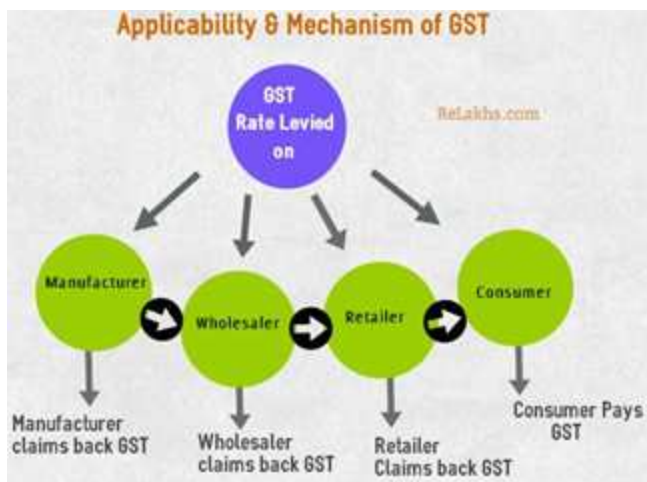 Applicability & Mechanism of GST
GST
Rate Levied
on
ReLakhs.com
Manufacturer
Wholesaler
Retailer
Consumer
Manufacturer
claims back GST
Wholesaler
claims back GST
Retailer
Claims back GST
Consumer Pays
GST